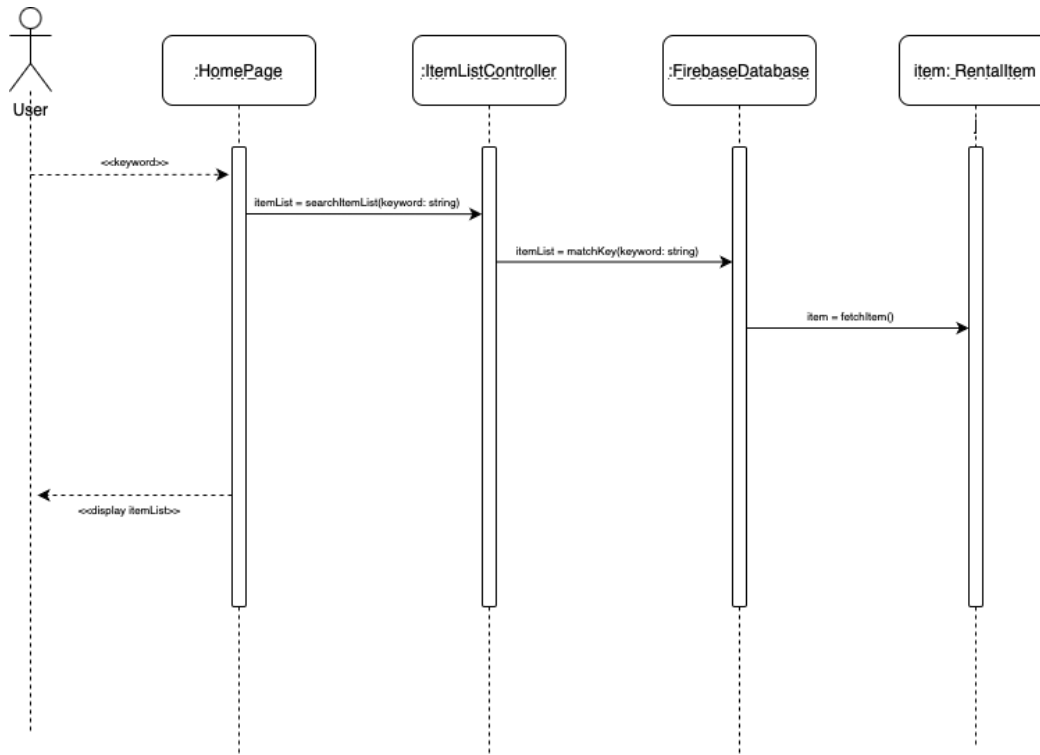 :HomePage
:ItemListController
:FirebaseDatabase
item: RentalItem
User
<<keyword>>
itemList = searchItemList(keyword: string)
itemList = matchKey(keyword: string)
item = fetchItem()
<<display itemList>>